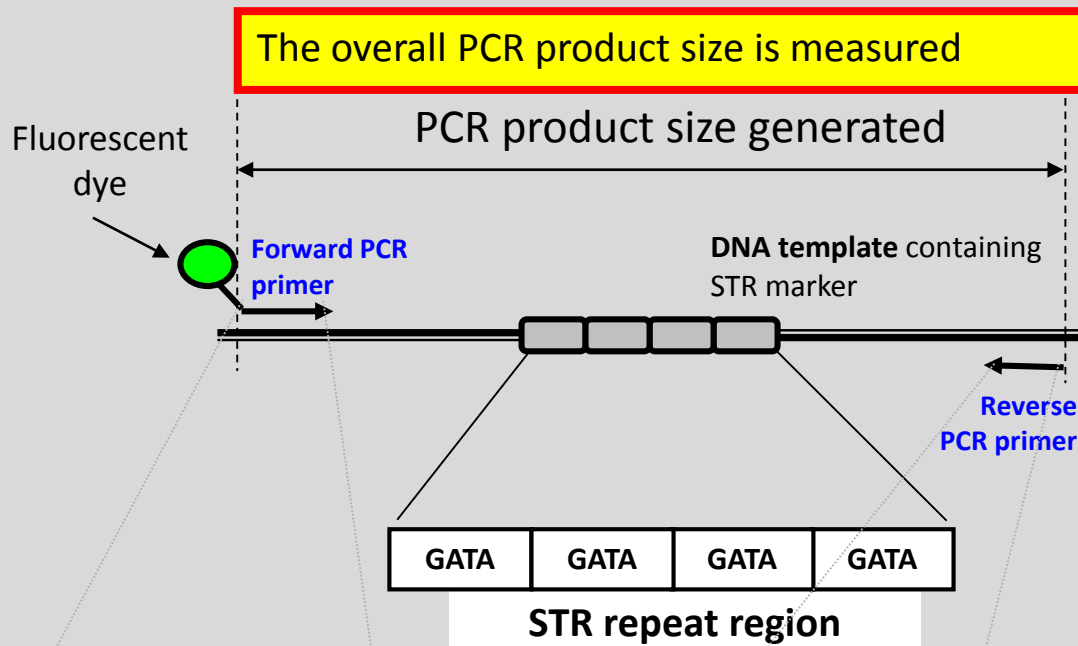 The overall PCR product size is measured
PCR product size generated
Fluorescent
dye
Forward PCR
primer
DNA template containing
STR marker
Reverse
PCR primer
GATA GATA GATA GATA
STR repeat region